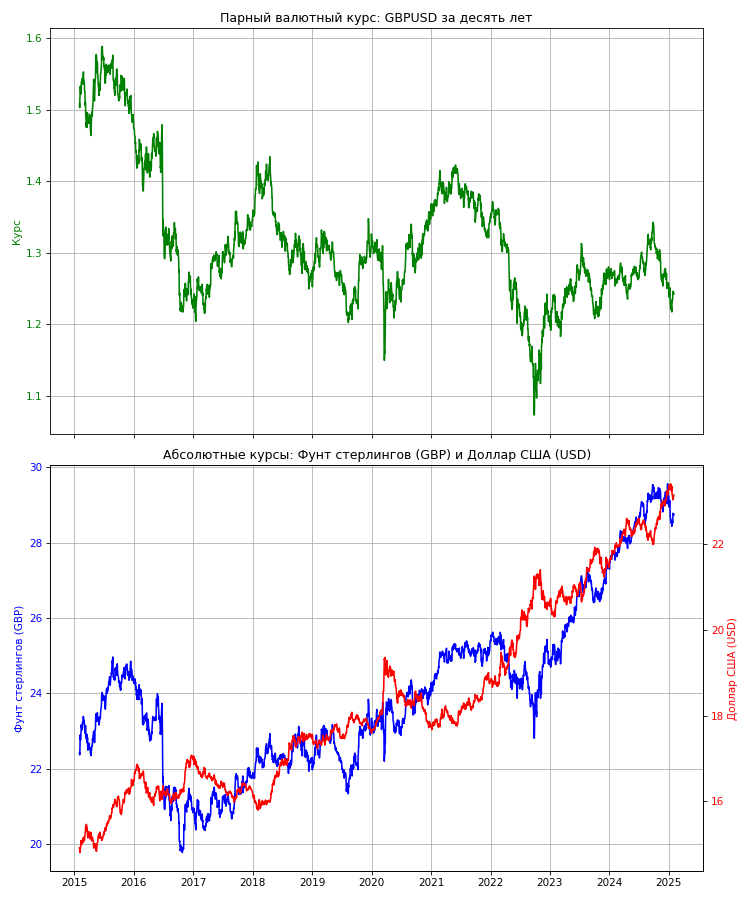 Парный валютный курс: GBPUSD за десять лет
1.6
1.5
1.4
1.3
1.2
1.1
Курс
Абсолютные курсы: Фунт стерлингов (GBP) и Доллар США (USD)
30
28
26
24
22
20
Фунт стерлингов (GBP)
22
20
18
16
Доллар США (USD)
2015 2016 2017 2018 2019 2020 2021 2022 2023 2024 2025